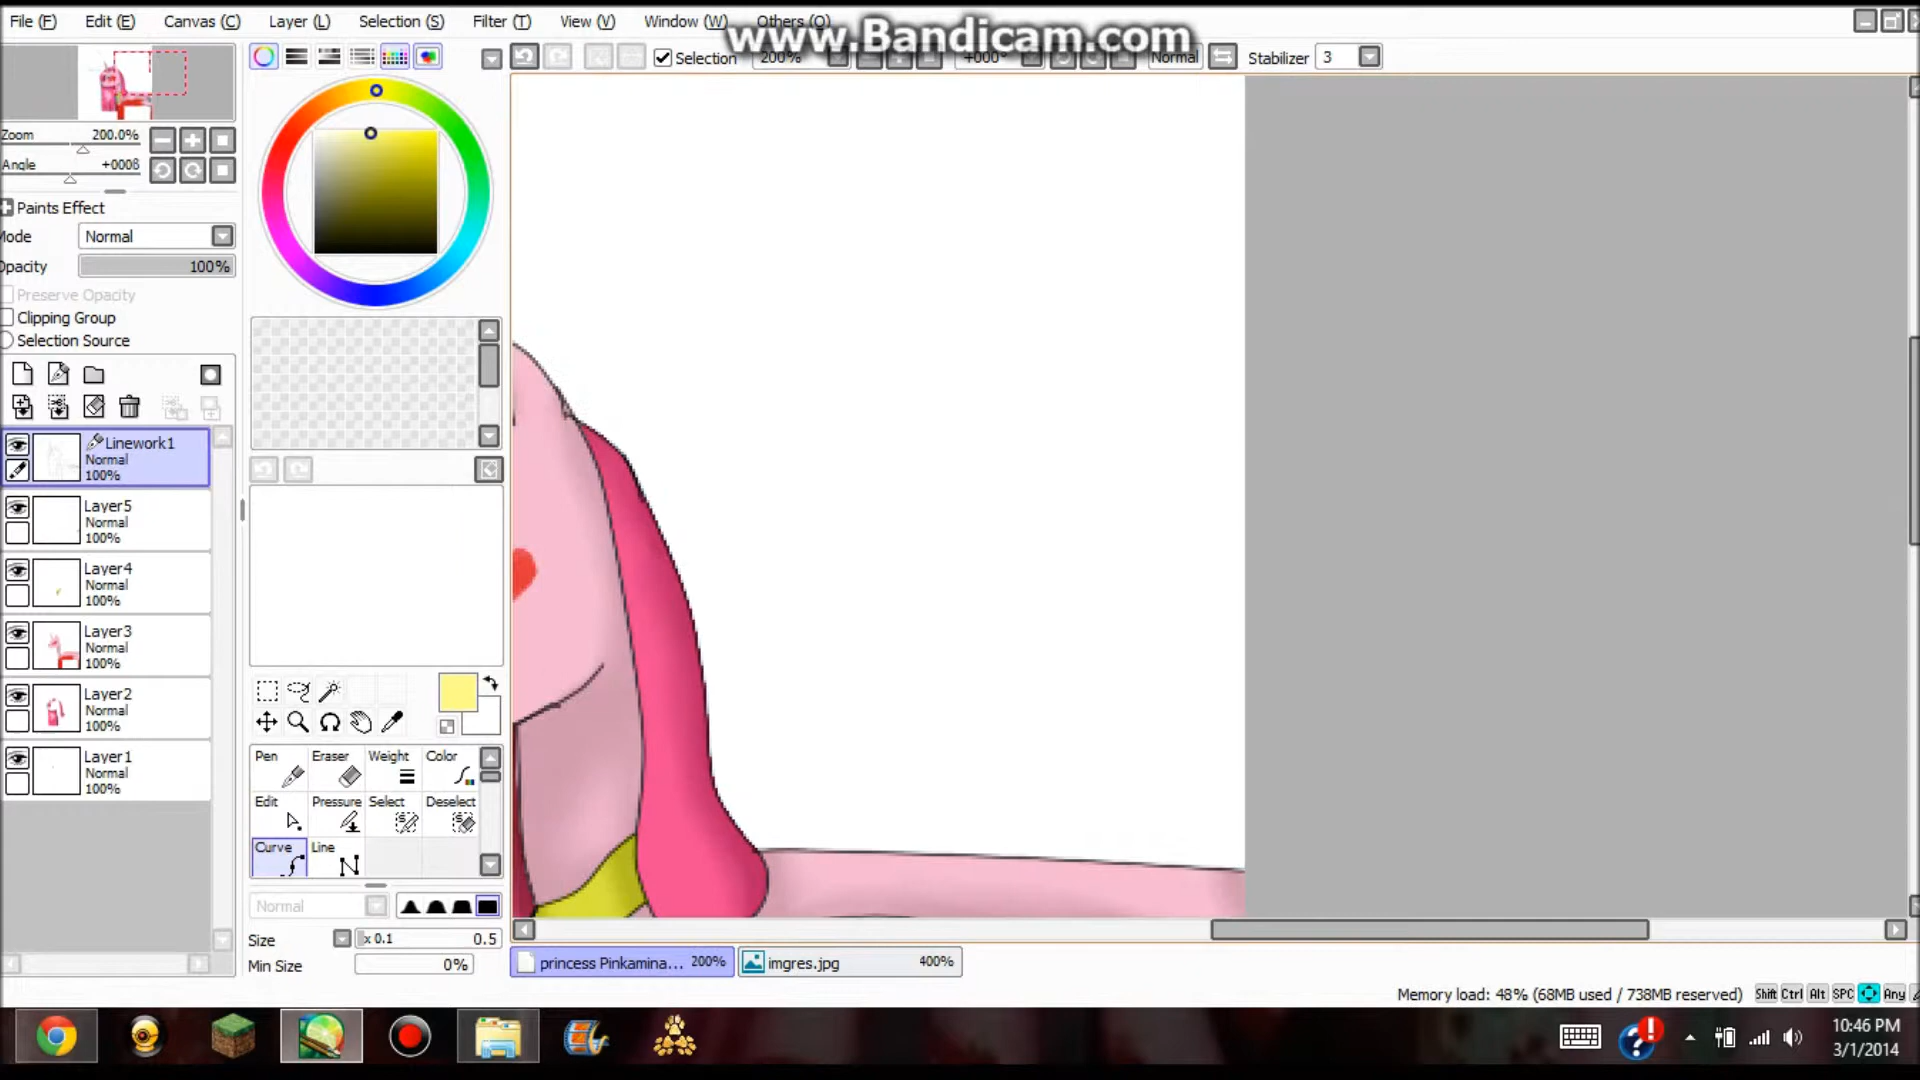 File (F) Edit (E) Canvas (C) Layer (L) Selection (S) Filter (T) View (V) Window (W) Others (O)
www.Bandicam.com
Selection 200% +000° Normal Stabilizer 3
Zoom 200.0%
Angle +000
Paints Effect
Mode Normal
Opacity 100%
Preserve Opacity
Clipping Group
Selection Source
Linework1
Normal
100%
Layer5
Normal
100%
Layer4
Normal
100%
Layer3
Normal
100%
Layer2
Normal
100%
Layer1
Normal
100%
Pen Eraser Weight Color
Edit Pressure Select Deselect
Curve Line
Normal
Size x 0.1 0.5
Min Size 0%
princess Pinkamina... 200% imgres.jpg 400%
Memory load: 48% (68MB used / 738MB reserved) Shift Ctrl Alt SPC Any
10:46 PM
3/1/2014